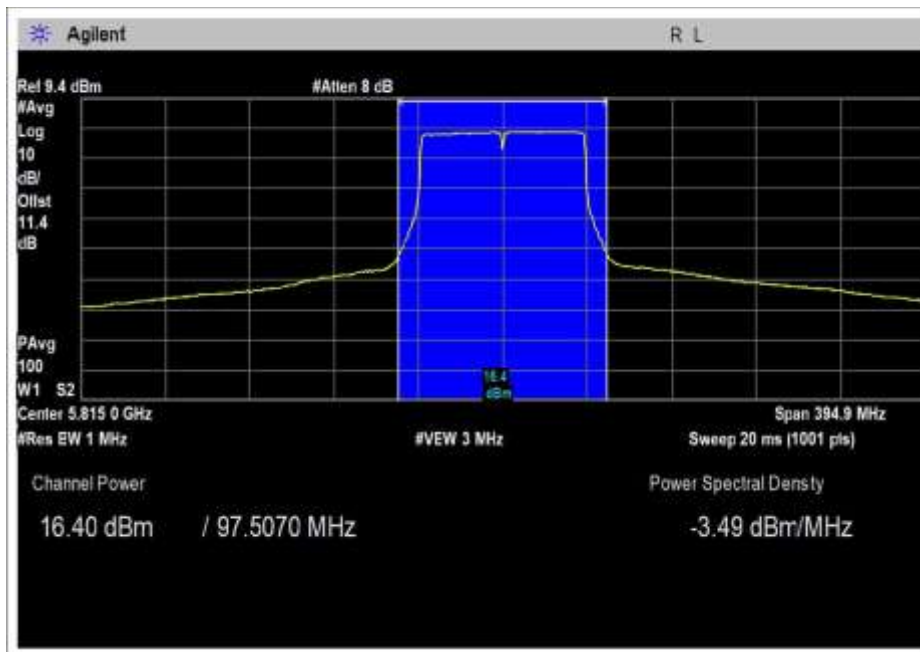 Agilent R L
Ref 9.4 dBm #Atten 8 dB
#Avg
Log
10
dB/
Offst
11.4
dB
PAvg
100
W1 S2
16.4
dBm
Center 5.815 0 GHz Span 394.9 MHz
#Res BW 1 MHz #VBW 3 MHz Sweep 20 ms (1001 pts)
Channel Power Power Spectral Density
16.40 dBm / 97.5070 MHz -3.49 dBm/MHz